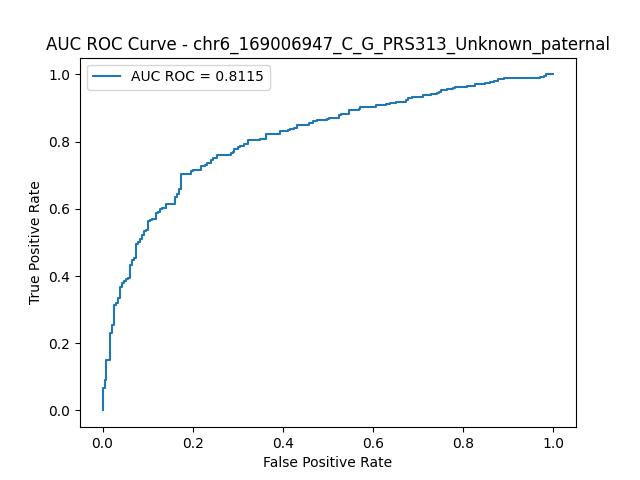 AUC ROC Curve - chr6_169006947_C_G_PRS313_Unknown_paternal
AUC ROC = 0.8115
1.0
0.8
0.6
0.4
0.2
0.0
True Positive Rate
0.0 0.2 0.4 0.6 0.8 1.0
False Positive Rate